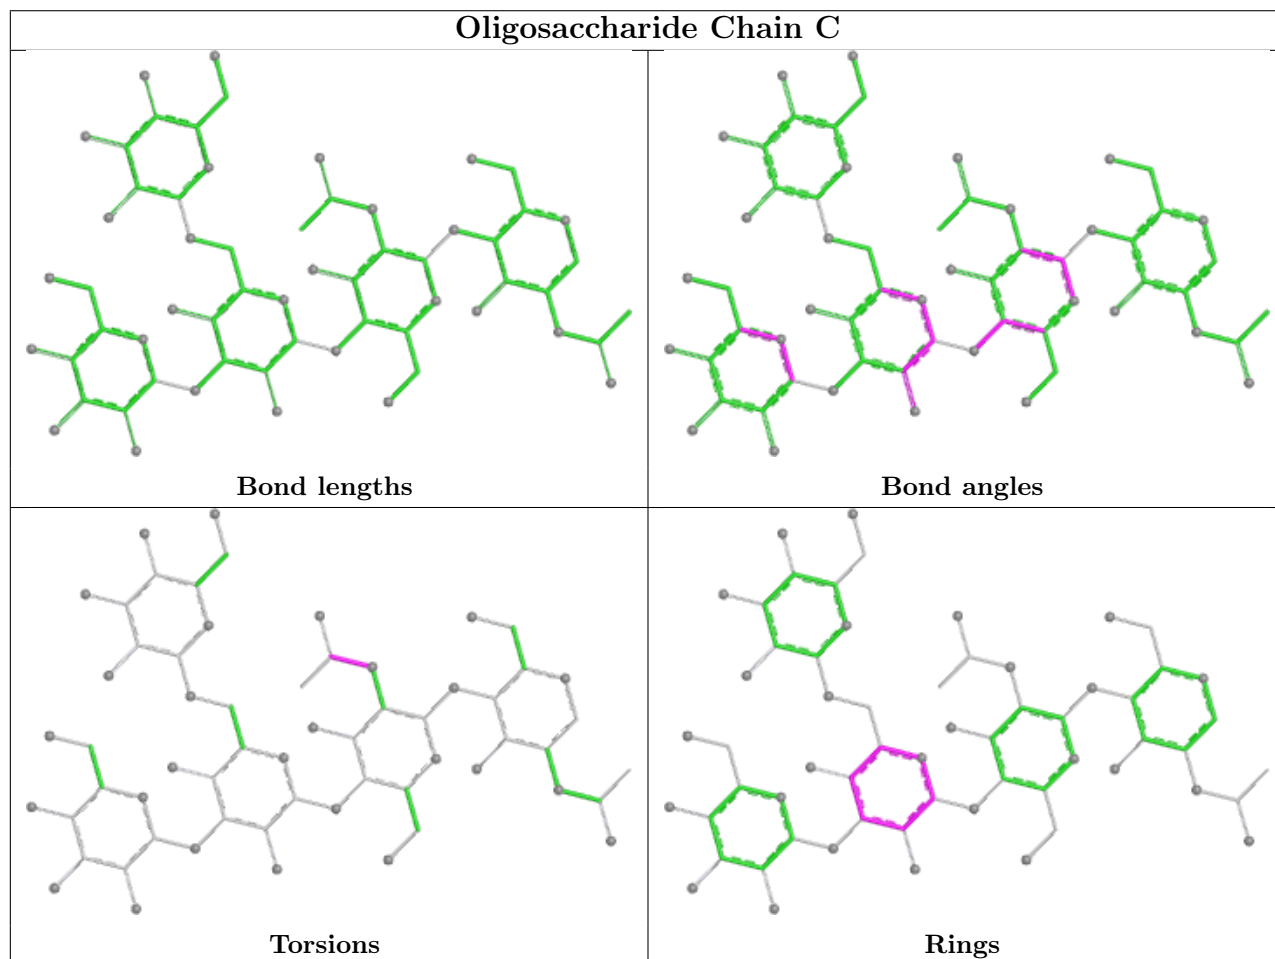 Oligosaccharide Chain C
Bond lengths
Bond angles
Torsions
Rings